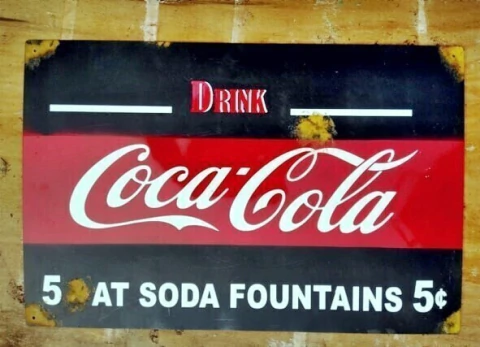 DRINK
Coca-Cola
5 AT SODA FOUNTAINS 5¢